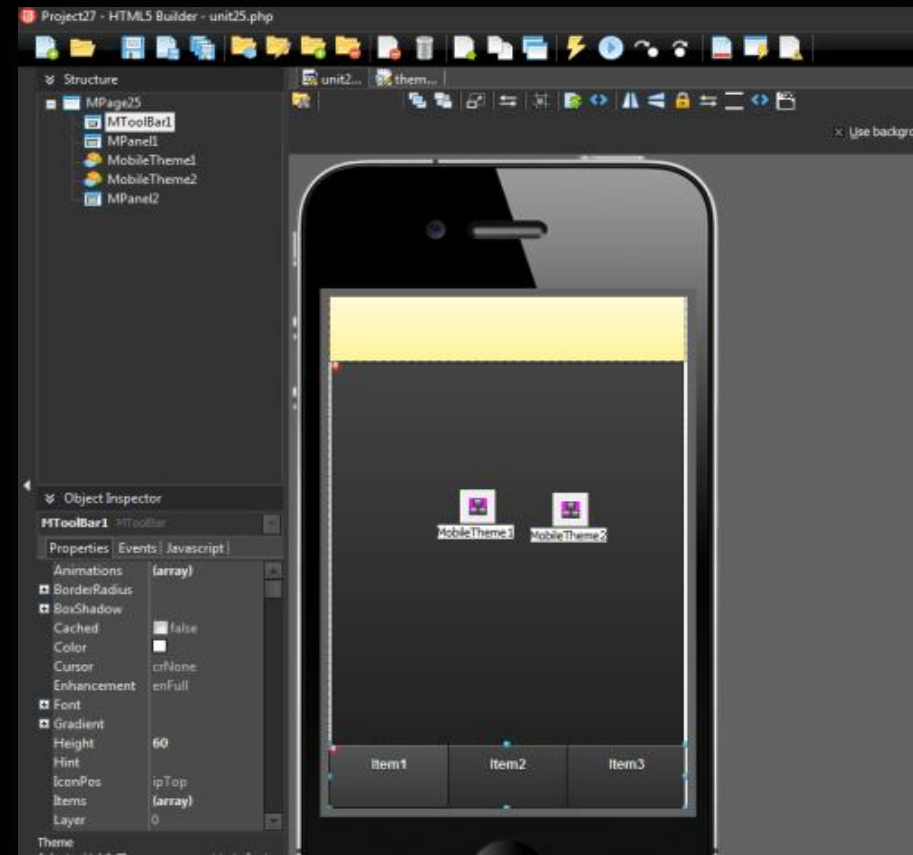 Project27 - HTML5 Builder - unit25.php
Structure
MPage25
MToolBar1
MPanel1
MobileTheme1
MobileTheme2
MPanel2
unit2...
them...
Use backgro
MobileTheme1
MobileTheme2
Item1 Item2 Item3
Object Inspector
MToolBar1 MToolBar
Properties Events Javascript
Animations (array)
BorderRadius
BoxShadow
Cached false
Color
Cursor crNone
Enhancement enFull
Font
Gradient
Height 60
Hint
IconPos ipTop
Items (array)
Layer 0
Theme